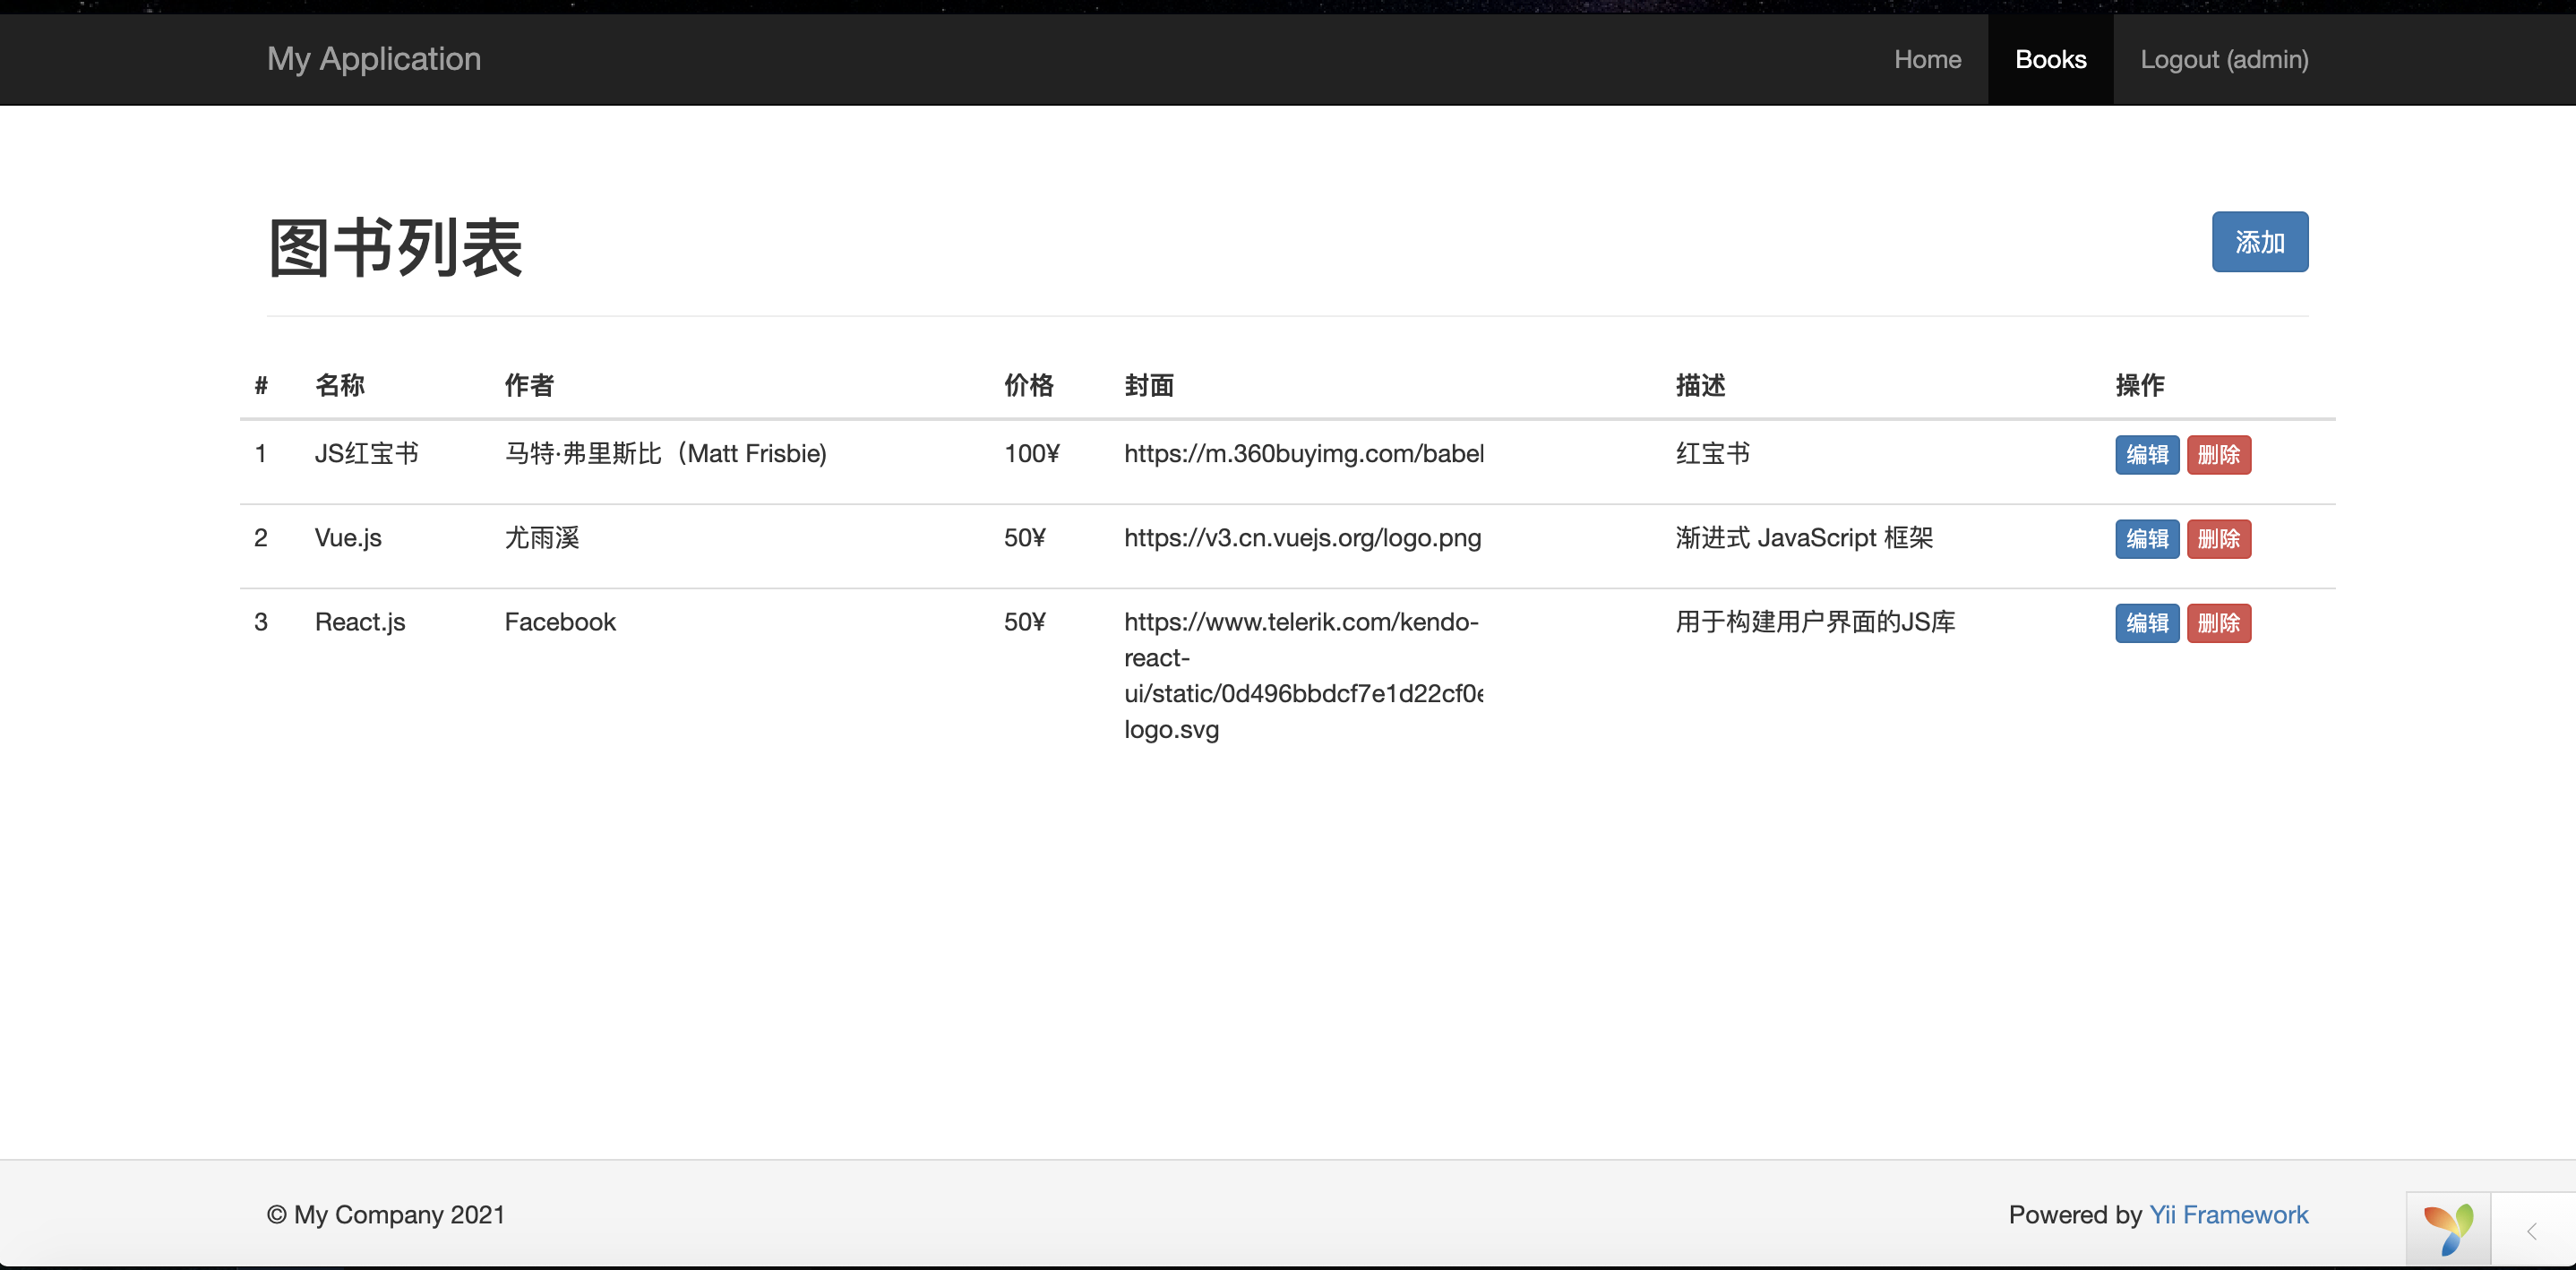 My Application
Home Books Logout (admin)
图书列表
添加
# 名称 作者 价格 封面 描述 操作
1 JS红宝书 马特·弗里斯比（Matt Frisbie) 100¥ https://m.360buyimg.com/babel 红宝书 编辑 删除
2 Vue.js 尤雨溪 50¥ https://v3.cn.vuejs.org/logo.png 渐进式 JavaScript 框架 编辑 删除
3 React.js Facebook 50¥ https://www.telerik.com/kendo- 用于构建用户界面的JS库 编辑 删除
react-
ui/static/0d496bbdcf7e1d22cf0e
logo.svg
© My Company 2021
Powered by Yii Framework